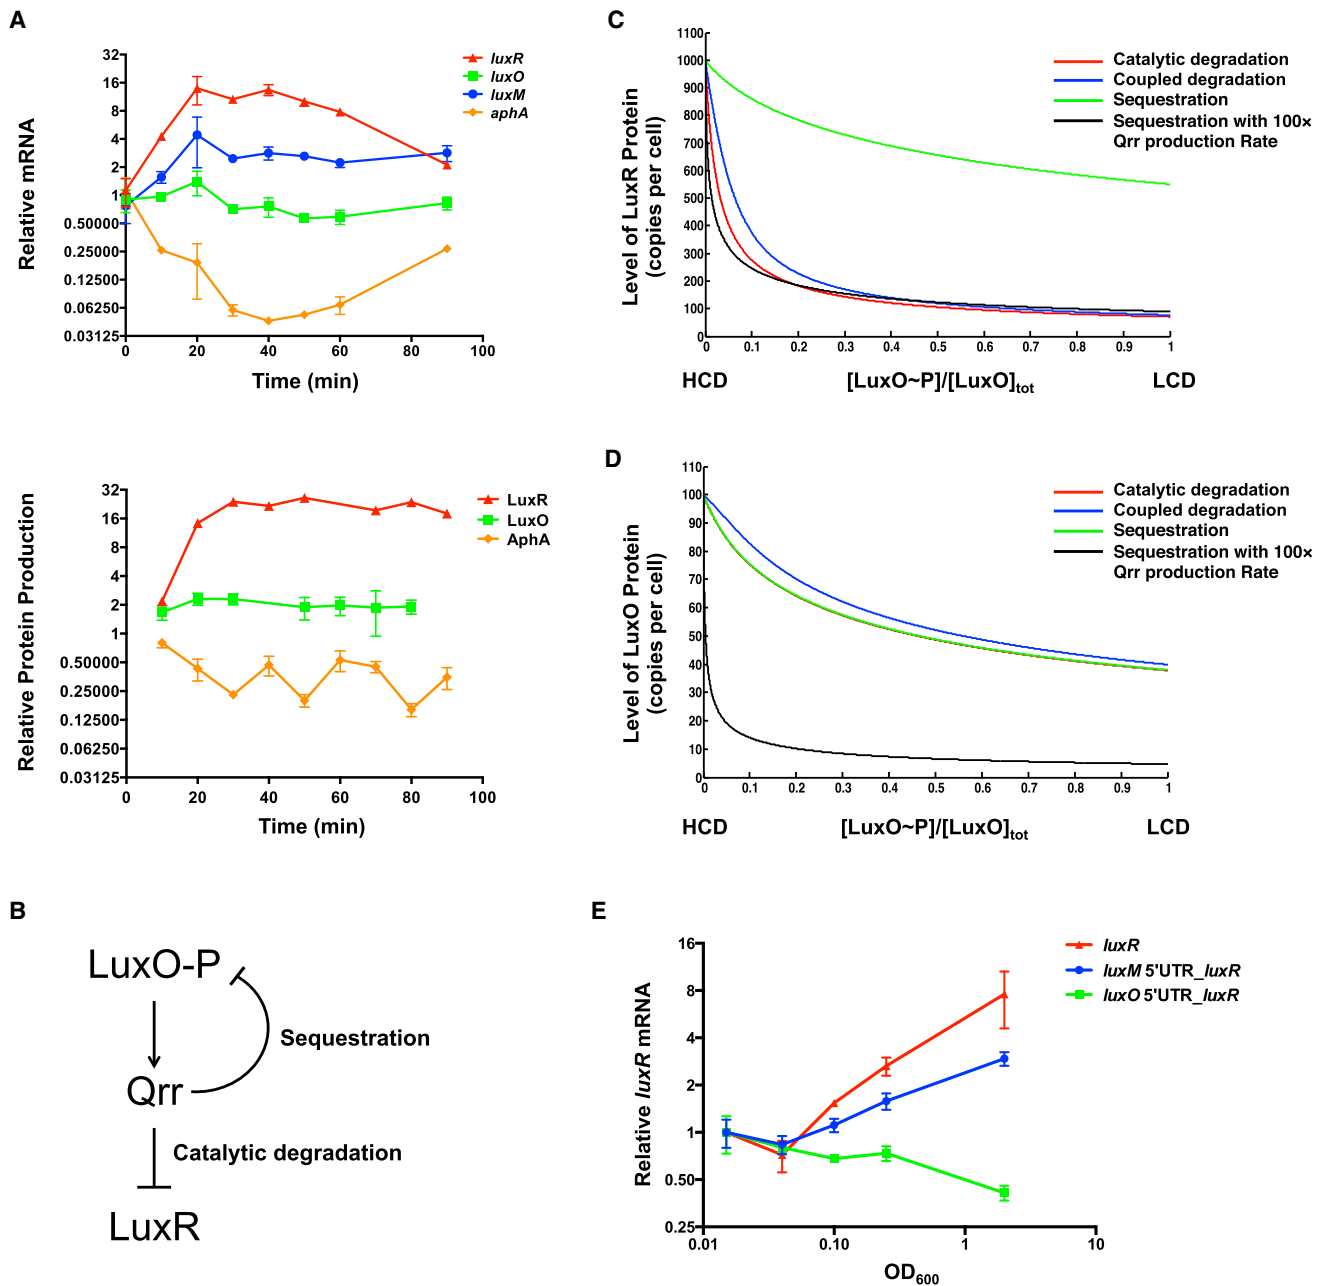 A
32
16
8
4
2
1
0.50000
0.25000
0.12500
0.06250
0.03125
0
20
40
60
80
100
Relative mRNA
Time (min)
luxR
luxO
luxM
aphA
32
16
8
4
2
1
0.50000
0.25000
0.12500
0.06250
0.03125
0
20
40
60
80
100
Relative Protein Production
Time (min)
LuxR
LuxO
AphA
B
LuxO-P
Sequestration
Qrr
Catalytic degradation
LuxR
C
1100
1000
900
800
700
600
500
400
300
200
100
0
0
0.1
0.2
0.3
0.4
0.5
0.6
0.7
0.8
0.9
1
Level of LuxR Protein
(copies per cell)
HCD
[LuxO~P]/[LuxO]tot
LCD
Catalytic degradation
Coupled degradation
Sequestration
Sequestration with 100×
Qrr production Rate
D
110
100
90
80
70
60
50
40
30
20
10
0
0
0.1
0.2
0.3
0.4
0.5
0.6
0.7
0.8
0.9
1
Level of LuxO Protein
(copies per cell)
HCD
[LuxO~P]/[LuxO]tot
LCD
Catalytic degradation
Coupled degradation
Sequestration
Sequestration with 100×
Qrr production Rate
E
16
8
4
2
1
0.50
0.25
0.01
0.10
1
10
Relative luxR mRNA
OD600
luxR
luxM 5'UTR_luxR
luxO 5'UTR_luxR